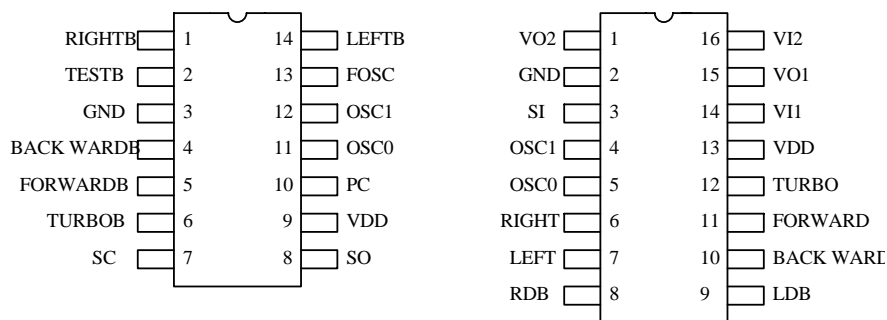 RIGHTB 1 14 LEFTB
TESTB 2 13 FOSC
GND 3 12 OSC1
BACK WARDB 4 11 OSC0
FORWARDB 5 10 PC
TURBOB 6 9 VDD
SC 7 8 SO
VO2 1 16 VI2
GND 2 15 VO1
SI 3 14 VI1
OSC1 4 13 VDD
OSC0 5 12 TURBO
RIGHT 6 11 FORWARD
LEFT 7 10 BACK WARD
RDB 8 9 LDB